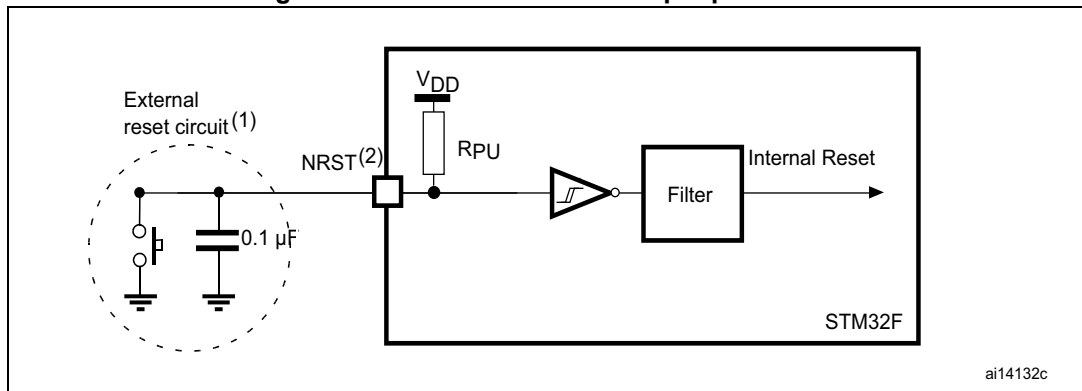 External
reset circuit(1)
VDD
RPU
NRST(2)
Internal Reset
Filter
0.1 µF
STM32F
ai14132c